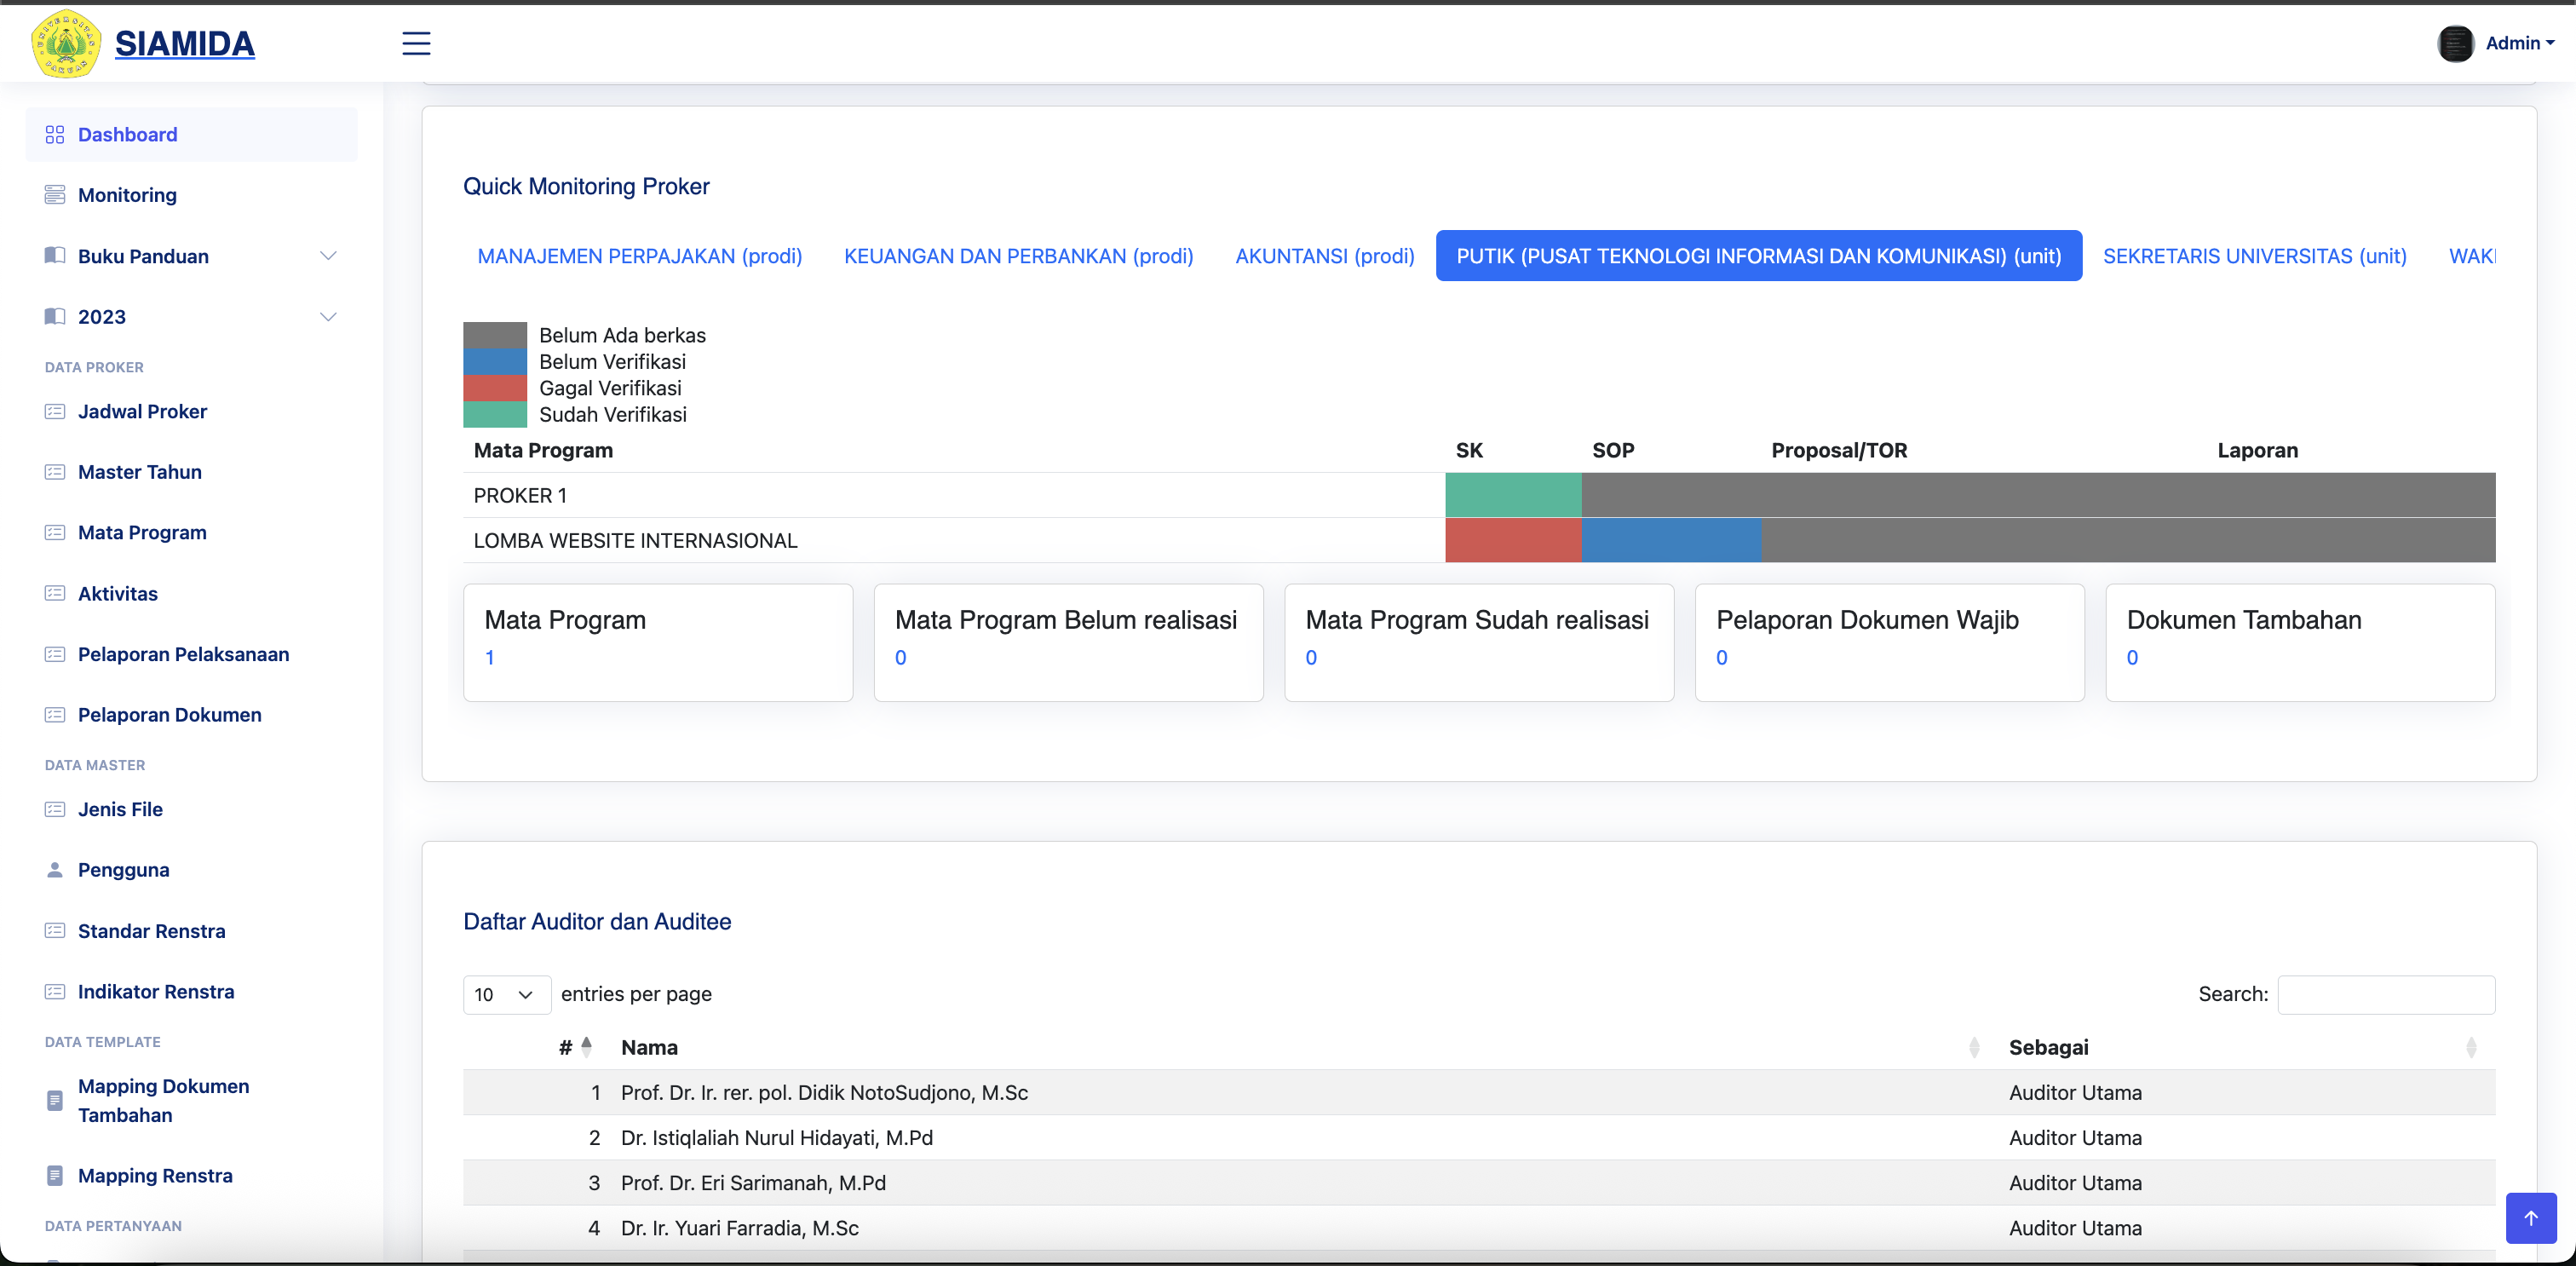 UNIVERSITAS PAKUAN
SIAMIDA
Admin
Dashboard
Monitoring
Buku Panduan
2023
DATA PROKER
Jadwal Proker
Master Tahun
Mata Program
Aktivitas
Pelaporan Pelaksanaan
Pelaporan Dokumen
DATA MASTER
Jenis File
Pengguna
Standar Renstra
Indikator Renstra
DATA TEMPLATE
Mapping Dokumen
Tambahan
Mapping Renstra
DATA PERTANYAAN
Quick Monitoring Proker
MANAJEMEN PERPAJAKAN (prodi) KEUANGAN DAN PERBANKAN (prodi) AKUNTANSI (prodi) PUTIK (PUSAT TEKNOLOGI INFORMASI DAN KOMUNIKASI) (unit) SEKRETARIS UNIVERSITAS (unit) WAKI
Belum Ada berkas
Belum Verifikasi
Gagal Verifikasi
Sudah Verifikasi
Mata Program SK SOP Proposal/TOR Laporan
PROKER 1
LOMBA WEBSITE INTERNASIONAL
Mata Program
1
Mata Program Belum realisasi
0
Mata Program Sudah realisasi
0
Pelaporan Dokumen Wajib
0
Dokumen Tambahan
0
Daftar Auditor dan Auditee
10 entries per page Search:
# Nama Sebagai
1 Prof. Dr. Ir. rer. pol. Didik NotoSudjono, M.Sc Auditor Utama
2 Dr. Istiqlaliah Nurul Hidayati, M.Pd Auditor Utama
3 Prof. Dr. Eri Sarimanah, M.Pd Auditor Utama
4 Dr. Ir. Yuari Farradia, M.Sc Auditor Utama